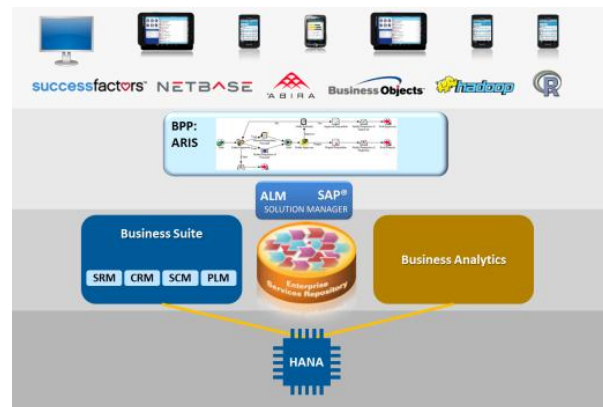 successfactors™ NETBASE ABIRA Business Objects hadoop R
BPP:
ARIS
ALM SAP®
SOLUTION MANAGER
Business Suite
SRM CRM SCM PLM
Enterprise
Services Repository
Business Analytics
HANA